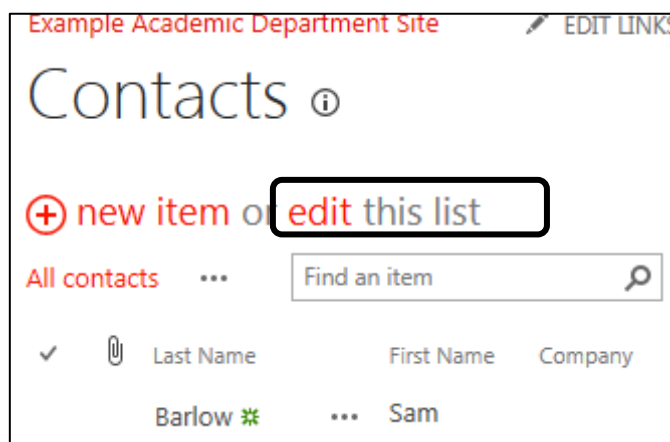 Example Academic Department Site EDIT LINKS
Contacts
new item or edit this list
All contacts ... Find an item
Last Name First Name Company
Barlow ... Sam